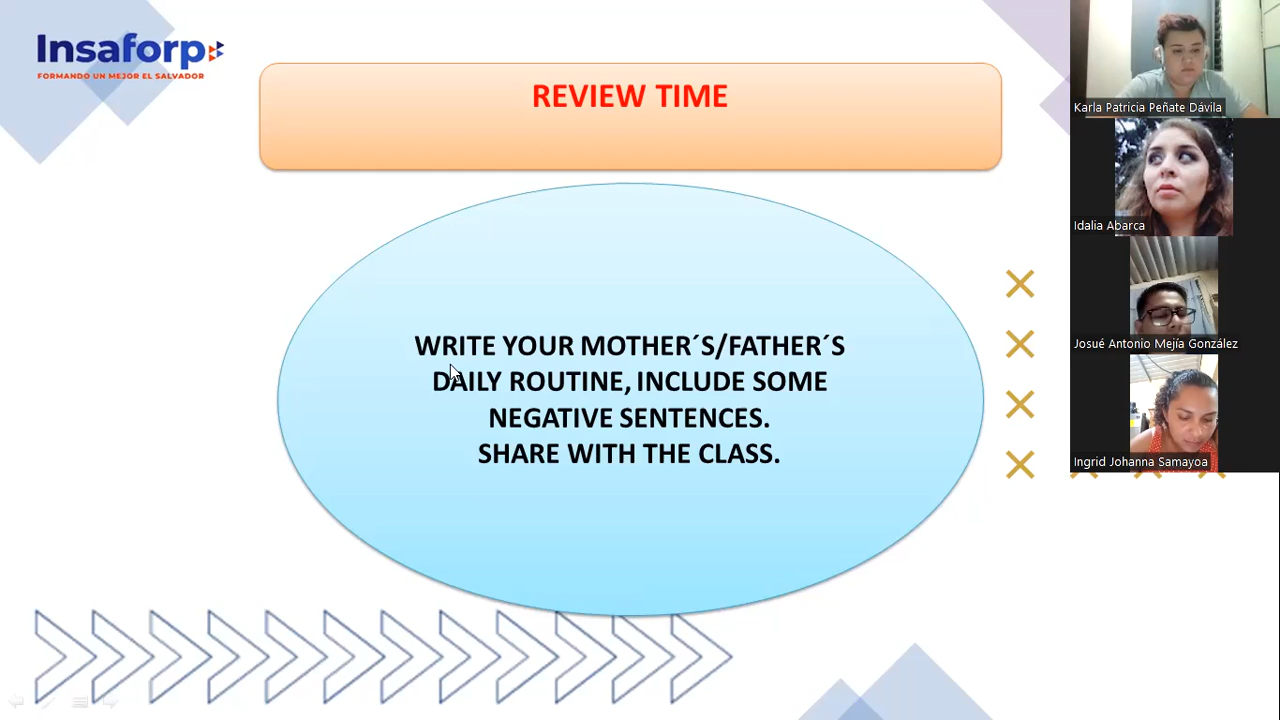 Insaforp
FORMANDO UN MEJOR EL SALVADOR
REVIEW TIME
WRITE YOUR MOTHER´S/FATHER´S
DAILY ROUTINE, INCLUDE SOME
NEGATIVE SENTENCES.
SHARE WITH THE CLASS.
Karla Patricia Peñate Dávila
Idalia Abarca
Josué Antonio Mejía González
Ingrid Johanna Samayoa